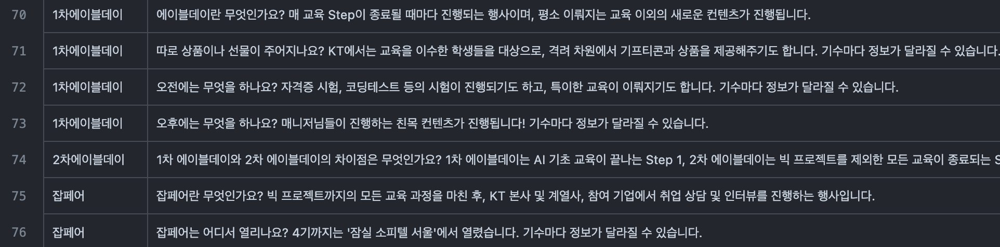 70 1차에이블데이 에이블데이란 무엇인가요? 매 교육 Step이 종료될 때마다 진행되는 행사이며, 평소 이뤄지는 교육 이외의 새로운 컨텐츠가 진행됩니다.
71 1차에이블데이 따로 상품이나 선물이 주어지나요? KT에서는 교육을 이수한 학생들을 대상으로, 격려 차원에서 기프티콘과 상품을 제공해주기도 합니다. 기수마다 정보가 달라질 수 있습니다.
72 1차에이블데이 오전에는 무엇을 하나요? 자격증 시험, 코딩테스트 등의 시험이 진행되기도 하고, 특이한 교육이 이뤄지기도 합니다. 기수마다 정보가 달라질 수 있습니다.
73 1차에이블데이 오후에는 무엇을 하나요? 매니저님들이 진행하는 친목 컨텐츠가 진행됩니다! 기수마다 정보가 달라질 수 있습니다.
74 2차에이블데이 1차 에이블데이와 2차 에이블데이의 차이점은 무엇인가요? 1차 에이블데이는 AI 기초 교육이 끝나는 Step 1, 2차 에이블데이는 빅 프로젝트를 제외한 모든 교육이 종료되는 S
75 잡페어 잡페어란 무엇인가요? 빅 프로젝트까지의 모든 교육 과정을 마친 후, KT 본사 및 계열사, 참여 기업에서 취업 상담 및 인터뷰를 진행하는 행사입니다.
76 잡페어 잡페어는 어디서 열리나요? 4기까지는 '잠실 소피텔 서울'에서 열렸습니다. 기수마다 정보가 달라질 수 있습니다.